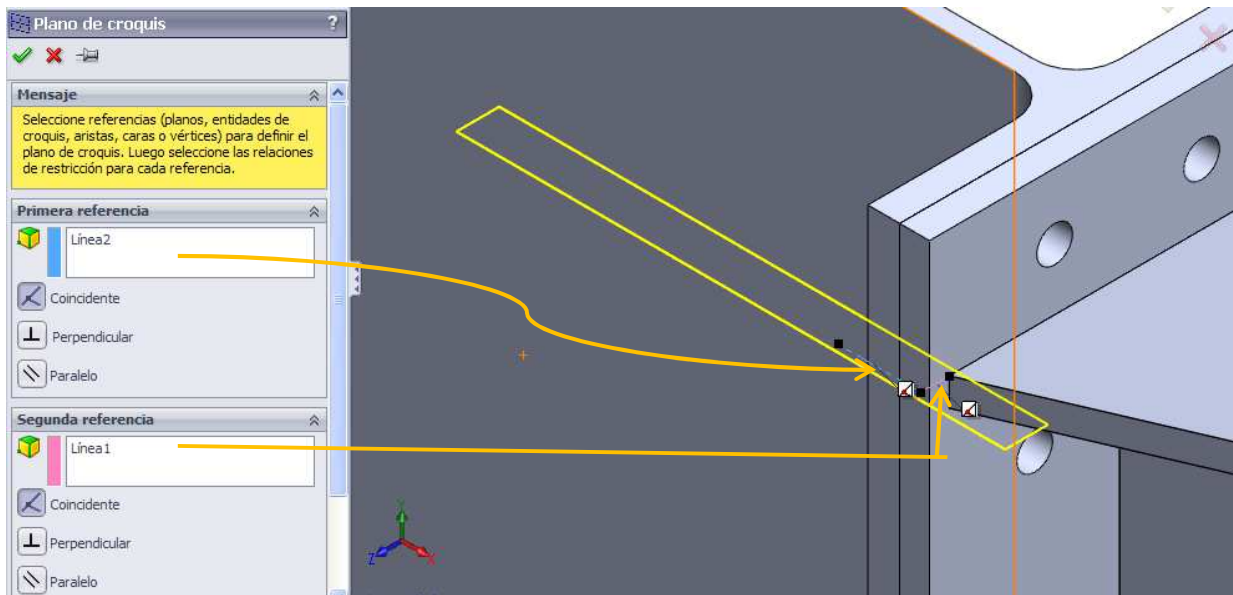 Plano de croquis ?
Mensaje
Seleccione referencias (planos, entidades de
croquis, aristas, caras o vértices) para definir el
plano de croquis. Luego seleccione las relaciones
de restricción para cada referencia.
Primera referencia
Línea2
Coincidente
Perpendicular
Paralelo
Segunda referencia
Línea1
Coincidente
Perpendicular
Paralelo
Y
Z
X